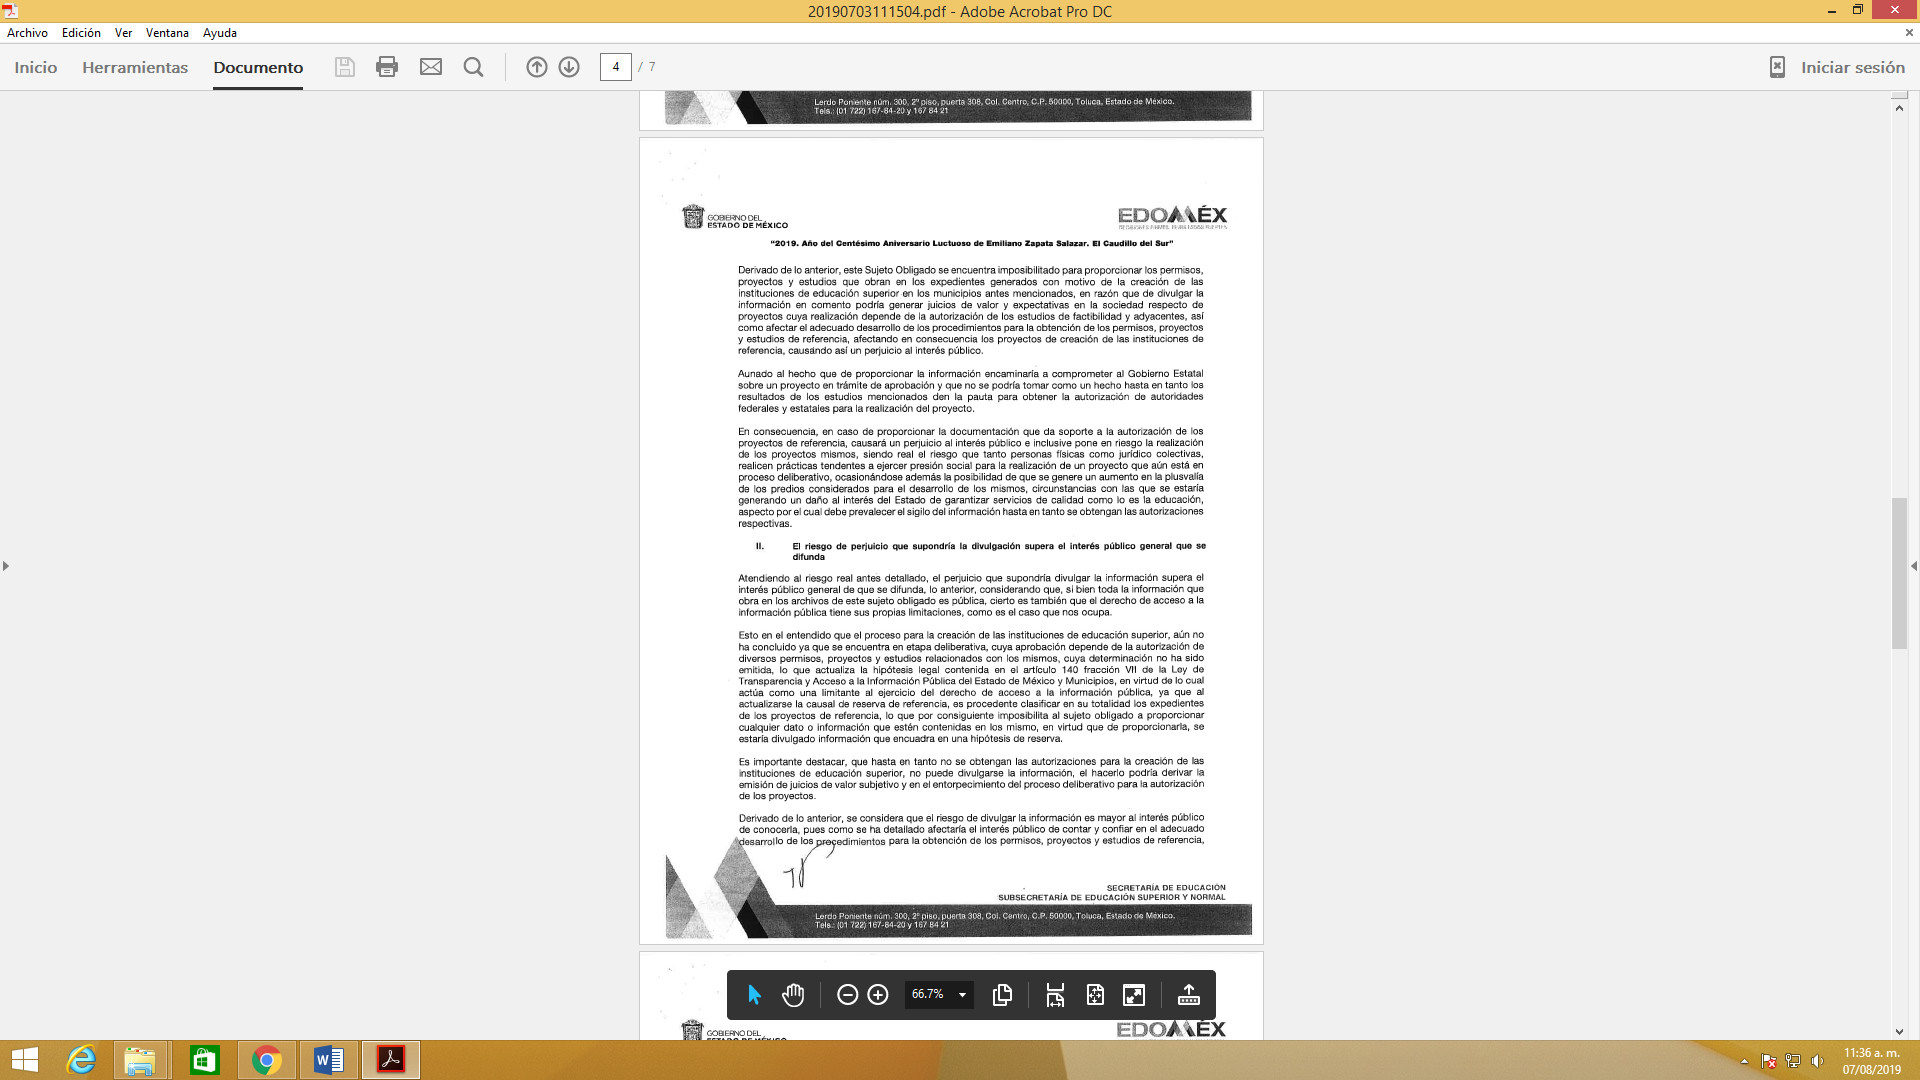 20190703111504.pdf - Adobe Acrobat Pro DC
Archivo Edición Ver Ventana Ayuda
Inicio Herramientas Documento 4 / 7 Iniciar sesión
Lerdo Poniente núm. 300, 2º piso, puerta 308, Col. Centro, C.P. 50000, Toluca, Estado de México.
Tels.: (01 722) 167-84-20 y 167 84 21
GOBIERNO DEL
ESTADO DE MÉXICO
EDOMÉX
"2019. Año del Centésimo Aniversario Luctuoso de Emiliano Zapata Salazar. El Caudillo del Sur"
Derivado de lo anterior, este Sujeto Obligado se encuentra imposibilitado para proporcionar los permisos,
proyectos y estudios que obran en los expedientes generados con motivo de la creación de las
instituciones de educación superior en los municipios antes mencionados, en razón que de divulgar la
información en comento podría generar juicios de valor y expectativas en la sociedad respecto de
proyectos cuya realización depende de la autorización de los estudios de factibilidad y adyacentes, así
como afectar el adecuado desarrollo de los procedimientos para la obtención de los permisos, proyectos
y estudios de referencia, afectando en consecuencia los proyectos de creación de las instituciones de
referencia, causando así un perjuicio al interés público.
Aunado al hecho que de proporcionar la información encaminaría a comprometer al Gobierno Estatal
sobre un proyecto en trámite de aprobación y que no se podría tomar como un hecho hasta en tanto los
resultados de los estudios mencionados den la pauta para obtener la autorización de autoridades
federales y estatales para la realización del proyecto.
En consecuencia, en caso de proporcionar la documentación que da soporte a la autorización de los
proyectos de referencia, causará un perjuicio al interés público e inclusive pone en riesgo la realización
de los proyectos mismos, siendo real el riesgo que tanto personas físicas como jurídico colectivas,
realicen prácticas tendentes a ejercer presión social para la realización de un proyecto que aún está en
proceso deliberativo, ocasionándose además la posibilidad de que se genere un aumento en la plusvalía
de los predios considerados para el desarrollo de los mismos, circunstancias con las que se estaría
generando un daño al interés del Estado de garantizar servicios de calidad como lo es la educación,
aspecto por el cual debe prevalecer el sigilo del información hasta en tanto se obtengan las autorizaciones
respectivas.
II. El riesgo de perjuicio que supondría la divulgación supera el interés público general que se
difunda
Atendiendo al riesgo real antes detallado, el perjuicio que supondría divulgar la información supera el
interés público general de que se difunda, lo anterior, considerando que, si bien toda la información que
obra en los archivos de este sujeto obligado es pública, cierto es también que el derecho de acceso a la
información pública tiene sus propias limitaciones, como es el caso que nos ocupa.
Esto en el entendido que el proceso para la creación de las instituciones de educación superior, aún no
ha concluido ya que se encuentra en etapa deliberativa, cuya aprobación depende de la autorización de
diversos permisos, proyectos y estudios relacionados con los mismos, cuya determinación no ha sido
emitida, lo que actualiza la hipótesis legal contenida en el artículo 140 fracción VII de la Ley de
Transparencia y Acceso a la Información Pública del Estado de México y Municipios, en virtud de lo cual
actúa como una limitante al ejercicio del derecho de acceso a la información pública, ya que al
actualizarse la causal de reserva de referencia, es procedente clasificar en su totalidad los expedientes
de los proyectos de referencia, lo que por consiguiente imposibilita al sujeto obligado a proporcionar
cualquier dato o información que estén contenidas en los mismo, en virtud que de proporcionarla, se
estaría divulgado información que encuadra en una hipótesis de reserva.
Es importante destacar, que hasta en tanto no se obtengan las autorizaciones para la creación de las
instituciones de educación superior, no puede divulgarse la información, el hacerlo podría derivar la
emisión de juicios de valor subjetivo y en el entorpecimiento del proceso deliberativo para la autorización
de los proyectos.
Derivado de lo anterior, se considera que el riesgo de divulgar la información es mayor al interés público
de conocerla, pues como se ha detallado afectaría el interés público de contar y confiar en el adecuado
desarrollo de los procedimientos para la obtención de los permisos, proyectos y estudios de referencia,
SECRETARÍA DE EDUCACIÓN
SUBSECRETARÍA DE EDUCACIÓN SUPERIOR Y NORMAL
Lerdo Poniente núm. 300, 2º piso, puerta 308, Col. Centro, C.P. 50000, Toluca, Estado de México.
Tels.: (01 722) 167-84-20 y 167 84 21
66.7%
GOBIERNO DEL
ESTADO DE MÉXICO
EDOMÉX
11:36 a. m.
07/08/2019